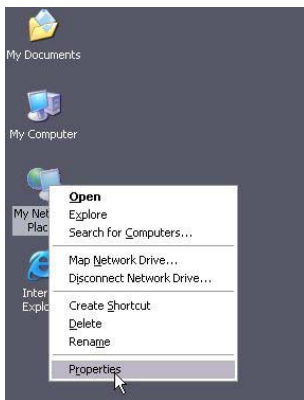 My Documents
My Computer
My Net
Plac
Open
Explore
Search for Computers...
Map Network Drive...
Disconnect Network Drive...
Create Shortcut
Delete
Rename
Properties
Inter
Explo